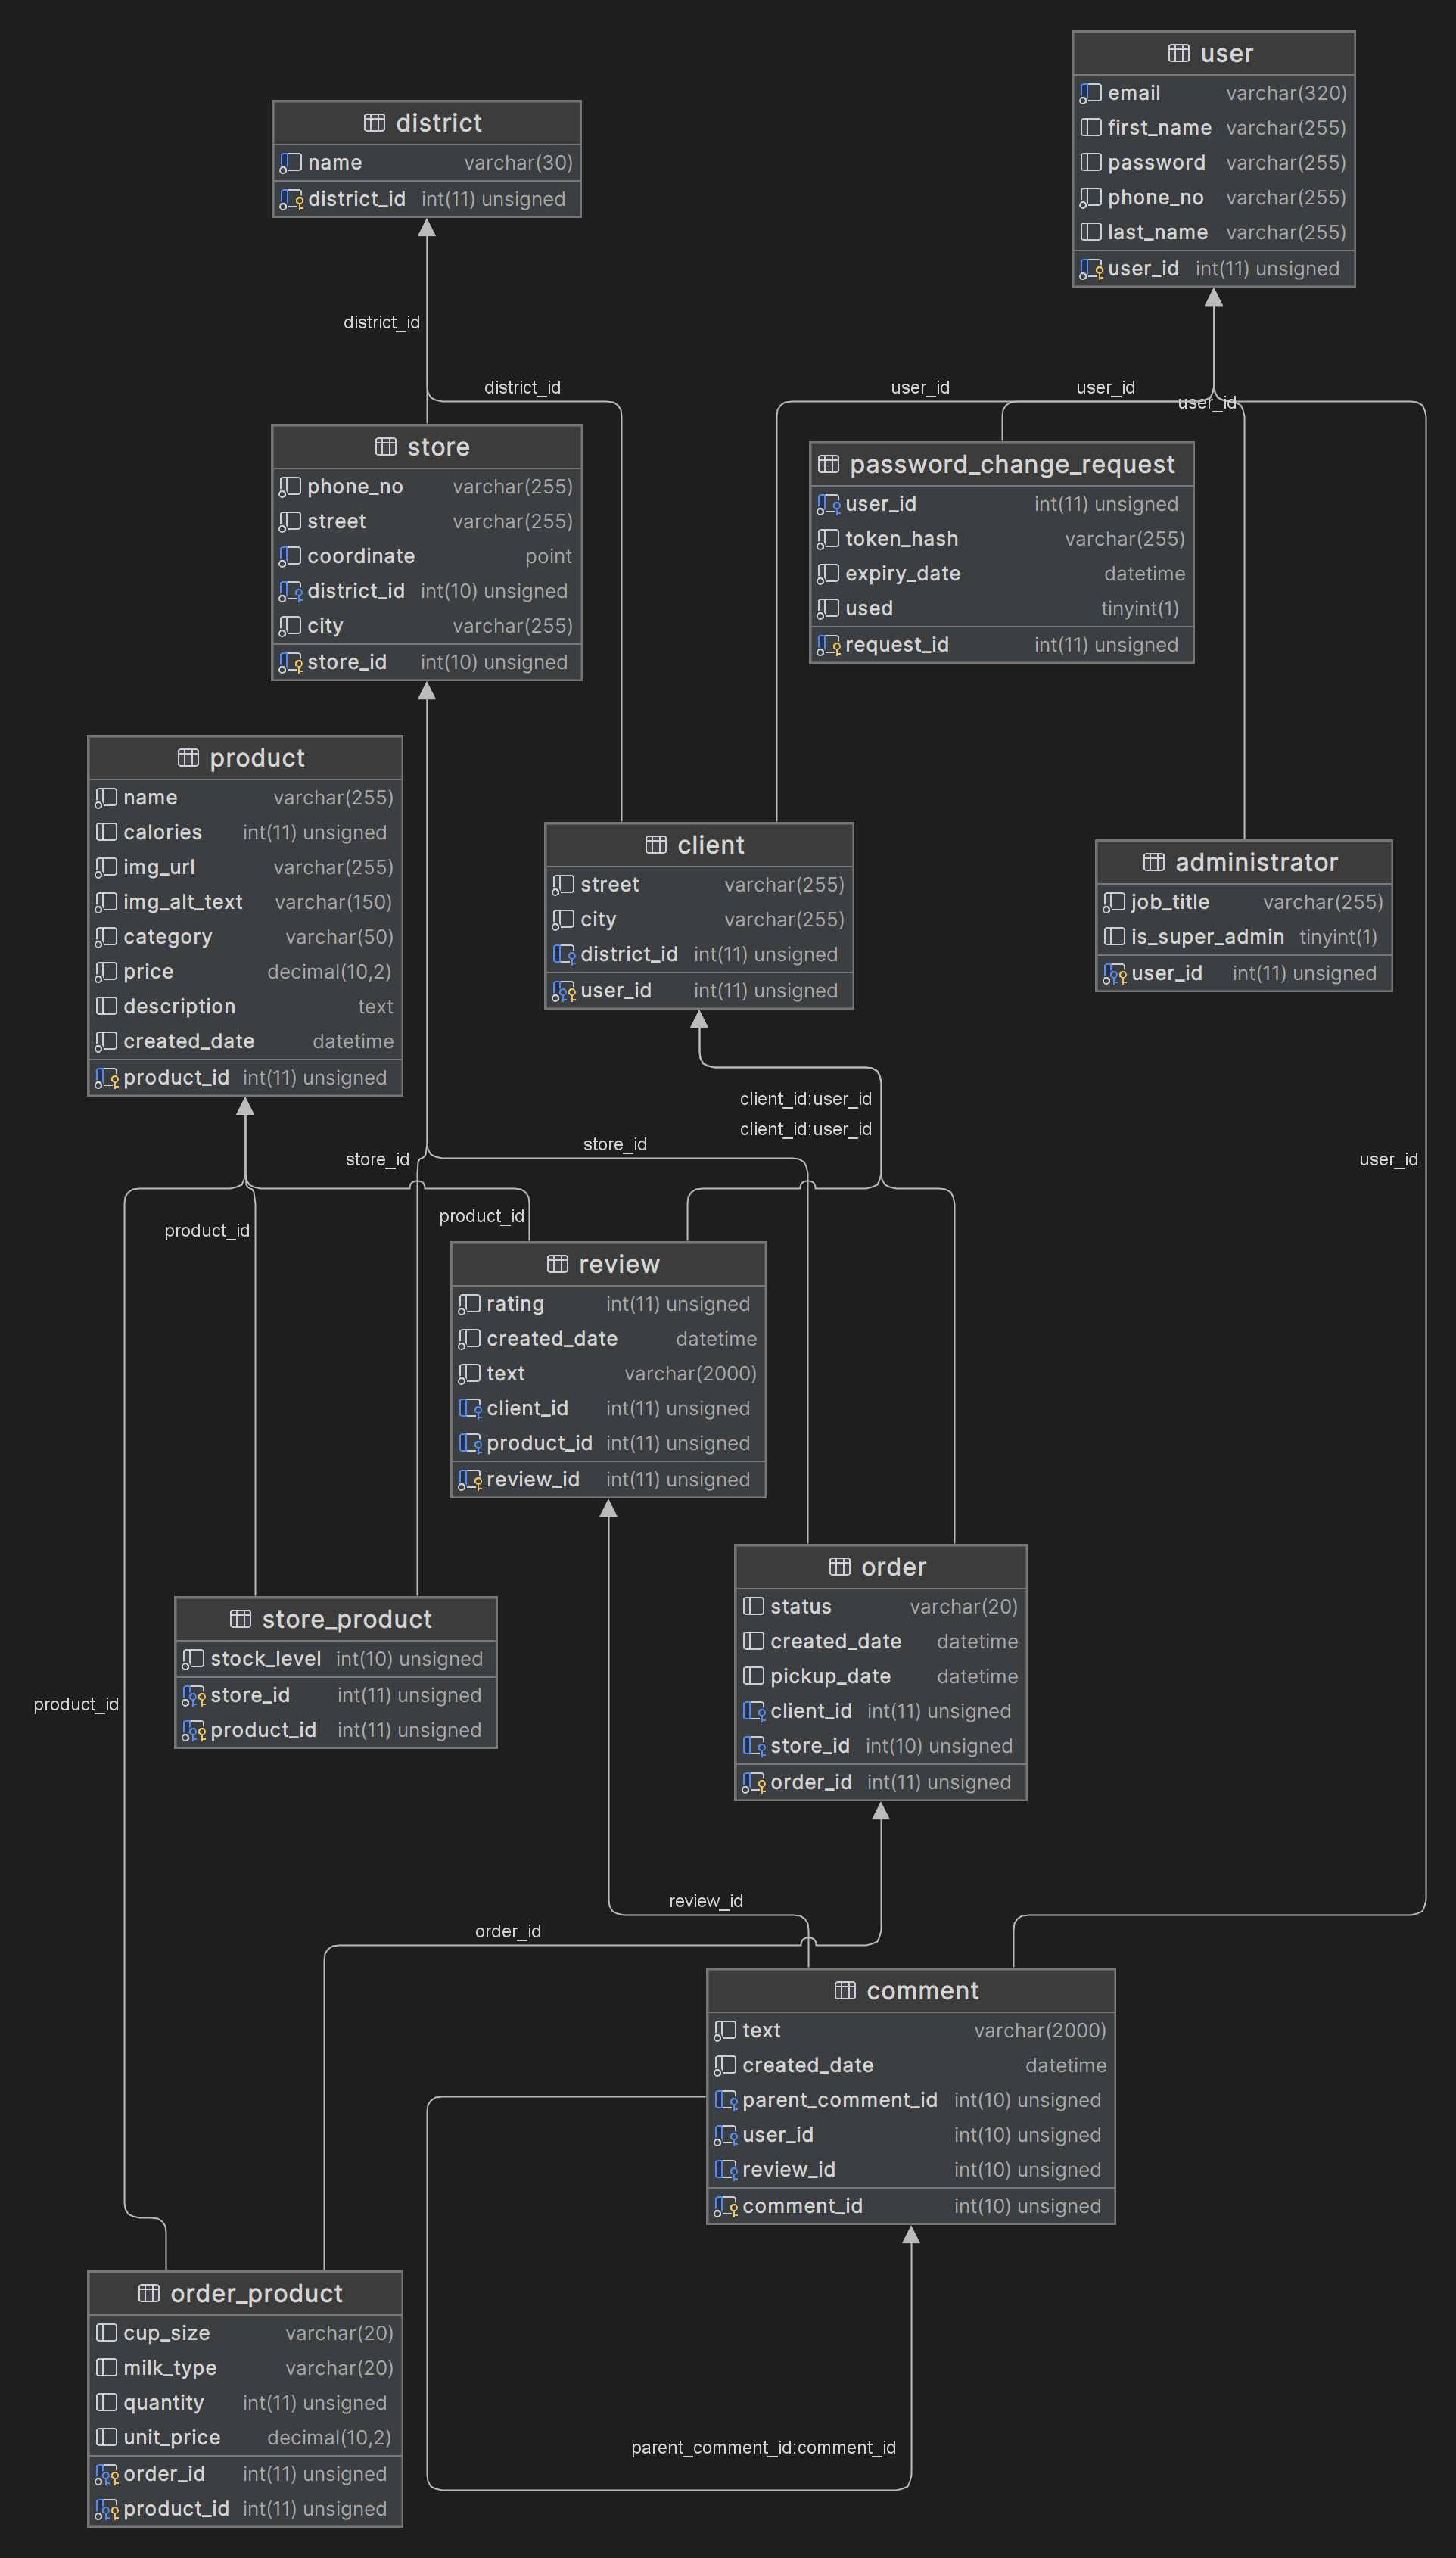 user
email varchar(320)
first_name varchar(255)
password varchar(255)
phone_no varchar(255)
last_name varchar(255)
user_id int(11) unsigned
district
name varchar(30)
district_id int(11) unsigned
district_id
district_id
user_id
user_id
user_id
store
phone_no varchar(255)
street varchar(255)
coordinate point
district_id int(10) unsigned
city varchar(255)
store_id int(10) unsigned
password_change_request
user_id int(11) unsigned
token_hash varchar(255)
expiry_date datetime
used tinyint(1)
request_id int(11) unsigned
product
name varchar(255)
calories int(11) unsigned
img_url varchar(255)
img_alt_text varchar(150)
category varchar(50)
price decimal(10,2)
description text
created_date datetime
product_id int(11) unsigned
client
street varchar(255)
city varchar(255)
district_id int(11) unsigned
user_id int(11) unsigned
administrator
job_title varchar(255)
is_super_admin tinyint(1)
user_id int(11) unsigned
client_id:user_id
client_id:user_id
store_id
store_id
user_id
product_id
product_id
review
rating int(11) unsigned
created_date datetime
text varchar(2000)
client_id int(11) unsigned
product_id int(11) unsigned
review_id int(11) unsigned
order
status varchar(20)
created_date datetime
pickup_date datetime
client_id int(11) unsigned
store_id int(10) unsigned
order_id int(11) unsigned
store_product
stock_level int(10) unsigned
store_id int(11) unsigned
product_id int(11) unsigned
product_id
review_id
order_id
comment
text varchar(2000)
created_date datetime
parent_comment_id int(10) unsigned
user_id int(10) unsigned
review_id int(10) unsigned
comment_id int(10) unsigned
order_product
cup_size varchar(20)
milk_type varchar(20)
quantity int(11) unsigned
unit_price decimal(10,2)
order_id int(11) unsigned
product_id int(11) unsigned
parent_comment_id:comment_id